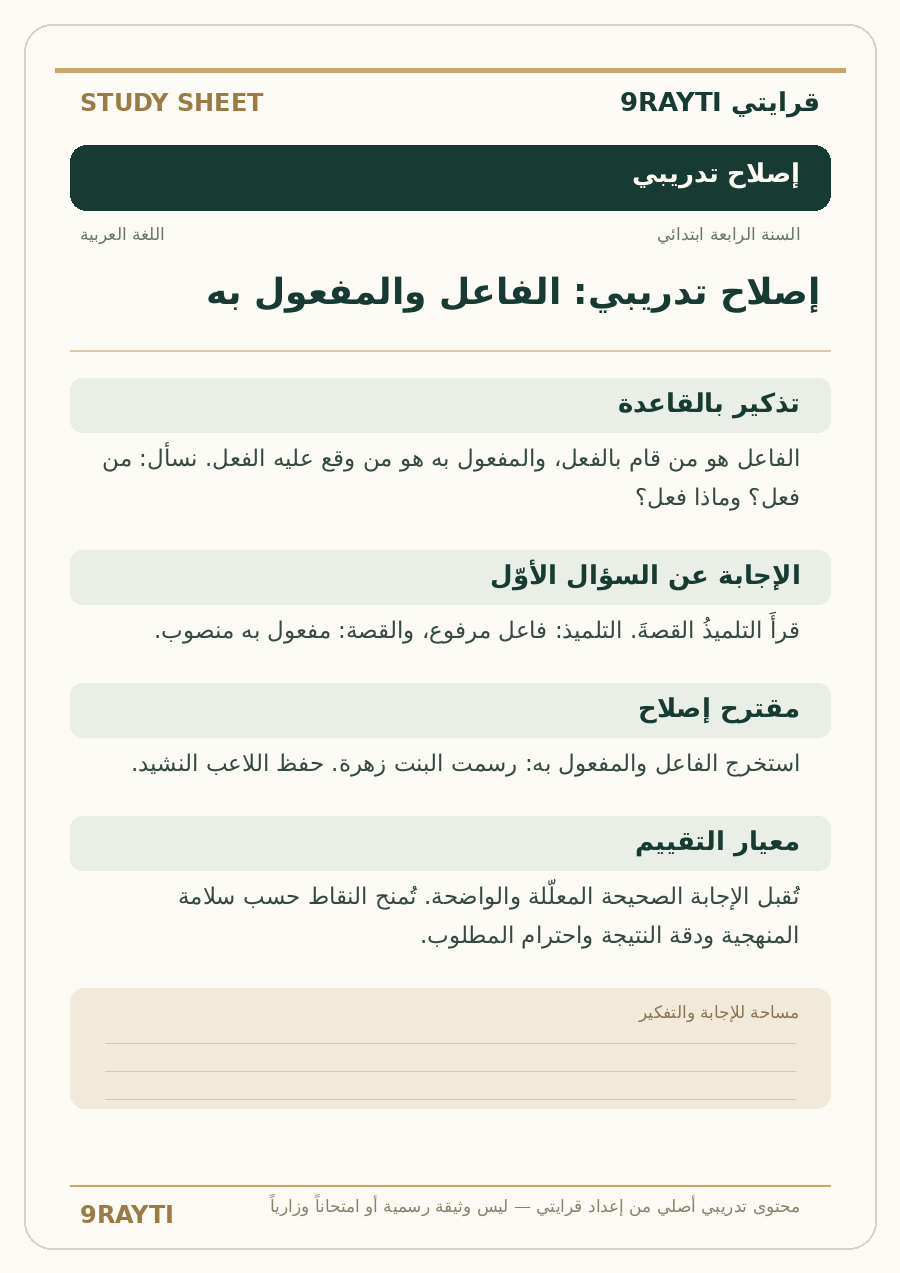 قرايتي 9RAYTI
STUDY SHEET
إصلاح تدريبي
السنة الرابعة ابتدائي
اللغة العربية
إصلاح تدريبي: الفاعل والمفعول به
تذكير بالقاعدة
الفاعل هو من قام بالفعل، والمفعول به هو من وقع عليه الفعل. نسأل: من
فعل؟ وماذا فعل؟
الإجابة عن السؤال الأوّل
قرأَ التلميذُ القصةَ. التلميذ: فاعل مرفوع، والقصة: مفعول به منصوب.
مقترح إصلاح
استخرج الفاعل والمفعول به: رسمت البنت زهرة. حفظ اللاعب النشيد.
معيار التقييم
تُقبل الإجابة الصحيحة المعلّلة والواضحة. تُمنح النقاط حسب سلامة
المنهجية ودقة النتيجة واحترام المطلوب.
مساحة للإجابة والتفكير
محتوى تدريبي أصلي من إعداد قرايتي — ليس وثيقة رسمية أو امتحاناً وزارياً
9RAYTI